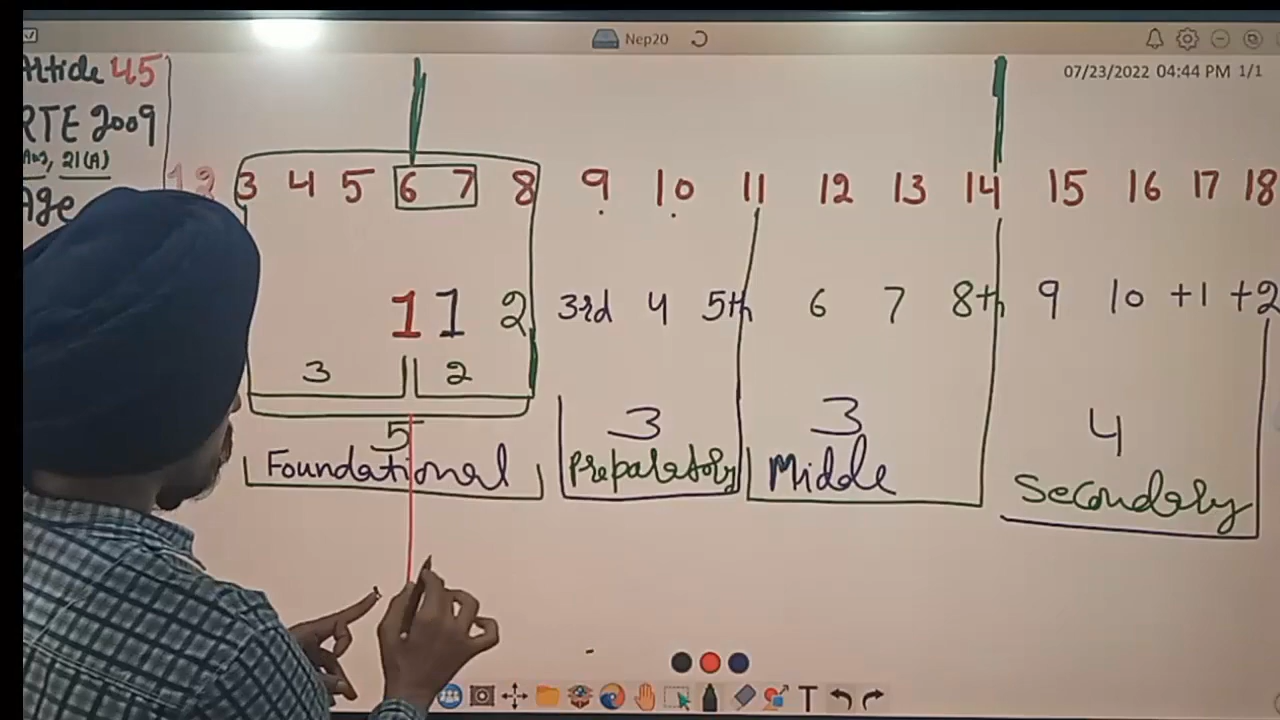 Nep20
07/23/2022 04:44 PM 1/1
Article 45
RTE 2009
21(A)
Age
1 2 3 4 5 6 7 8 9 10 11 12 13 14 15 16 17 18
1 1 2 3rd 4 5th 6 7 8th 9 10 +1 +2
3 2
5 3 3 4
Foundational Preparatory Middle Secondary
T